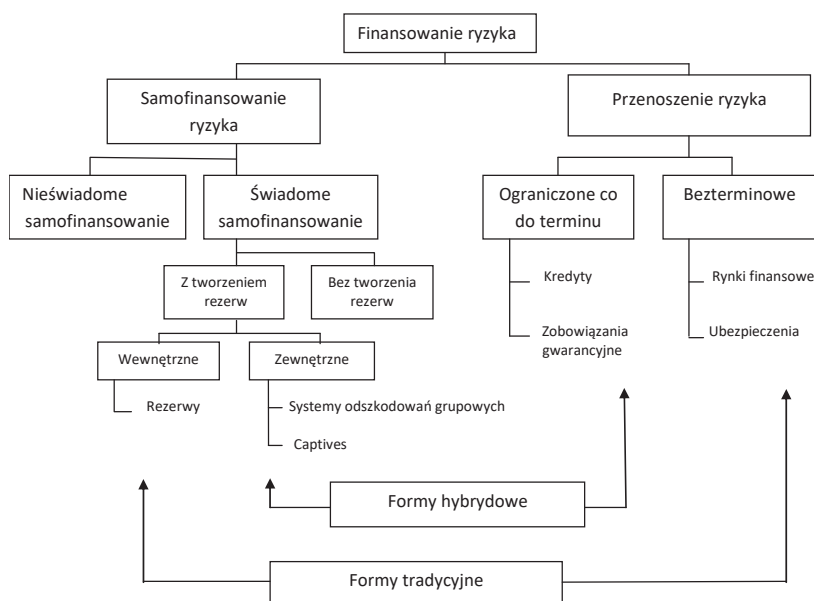 Finansowanie ryzyka
Samofinansowanie
ryzyka
Przenoszenie ryzyka
Nieświadome
samofinansowanie
Świadome
samofinansowanie
Ograniczone co
do terminu
Bezterminowe
Z tworzeniem
rezerw
Bez tworzenia
rezerw
Kredyty
Rynki finansowe
Zobowiązania
gwarancyjne
Ubezpieczenia
Wewnętrzne
Zewnętrzne
Rezerwy
Systemy odszkodowań grupowych
Captives
Formy hybrydowe
Formy tradycyjne